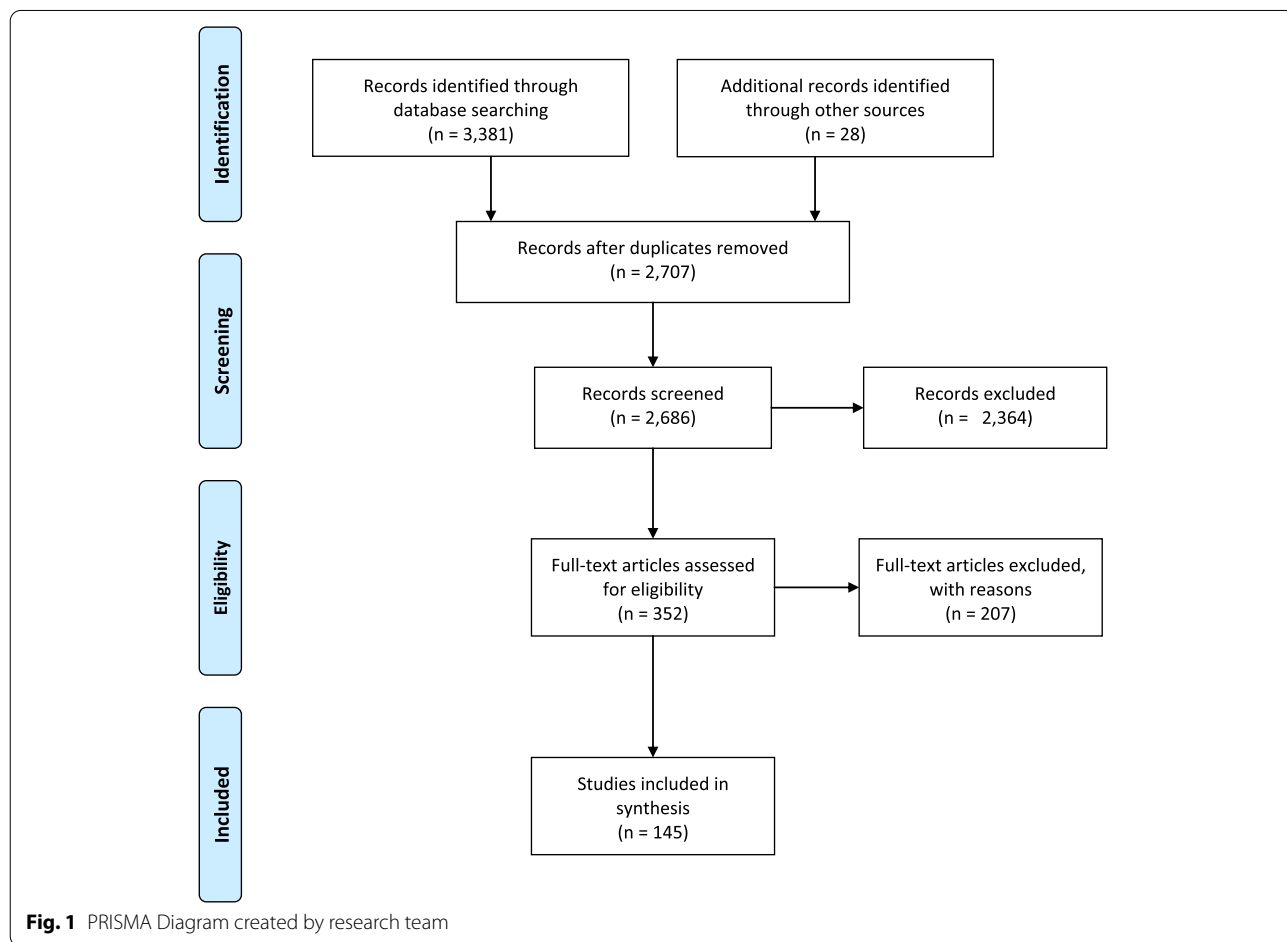 Identification
Records identified through
database searching
(n = 3,381)
Additional records identified
through other sources
(n = 28)
Records after duplicates removed
(n = 2,707)
Screening
Records screened
(n = 2,686)
Records excluded
(n = 2,364)
Eligibility
Full-text articles assessed
for eligibility
(n = 352)
Full-text articles excluded,
with reasons
(n = 207)
Included
Studies included in
synthesis
(n = 145)
Fig. 1 PRISMA Diagram created by research team